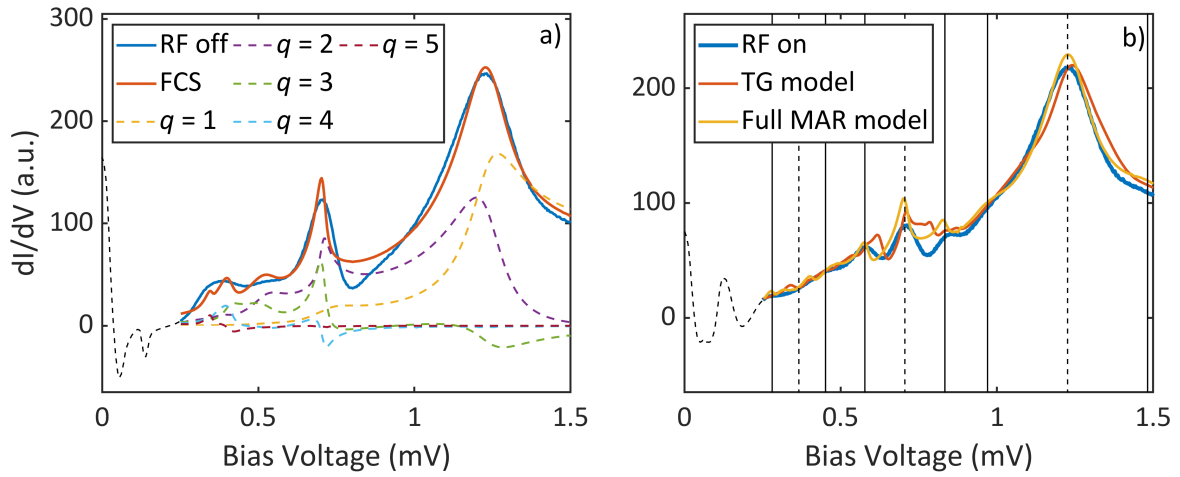 a)
RF off q = 2 q = 5
FCS q = 3
q = 1 q = 4
300
200
100
0
dI/dV (a.u.)
0 0.5 1 1.5
Bias Voltage (mV)
b)
RF on
TG model
Full MAR model
200
100
0
0 0.5 1 1.5
Bias Voltage (mV)